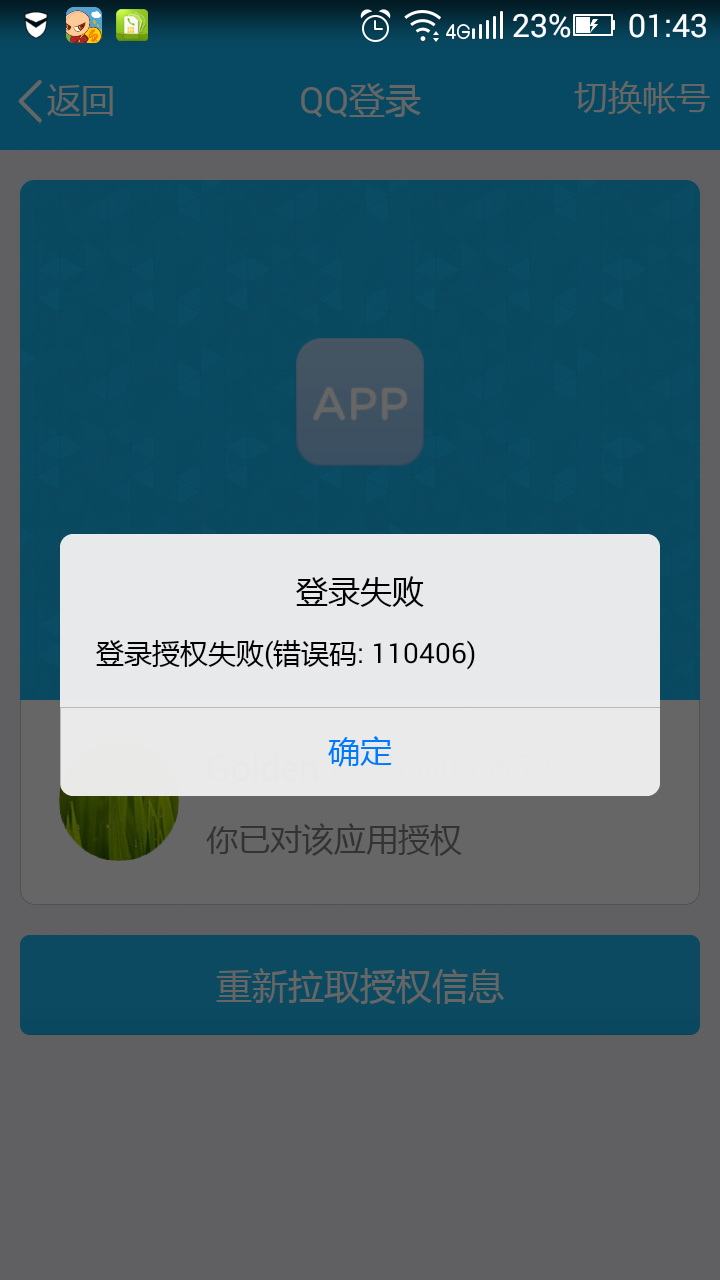 4G 23% 01:43
返回 QQ登录 切换帐号
APP
登录失败
登录授权失败(错误码: 110406)
确定
Golden
你已对该应用授权
重新拉取授权信息